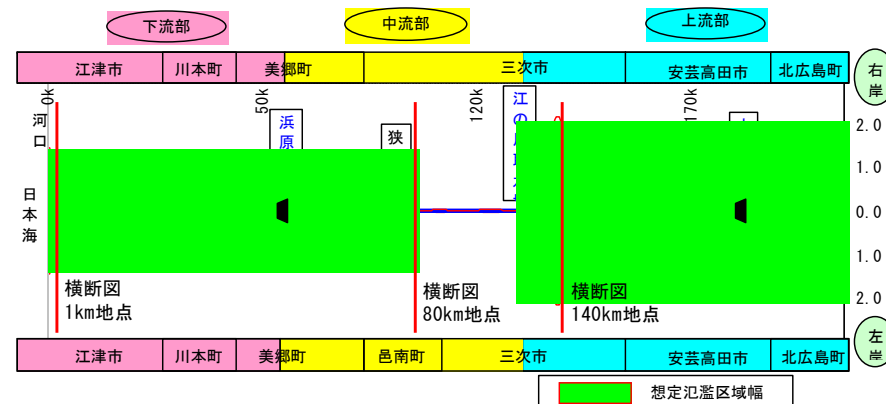 下流部
中流部
上流部
江津市
川本町
美郷町
三次市
安芸高田市
北広島町
右岸
0k
50k
120k
170k
河口
日本海
浜原
狭
江の
2.0
1.0
0.0
1.0
2.0
横断図
1km地点
横断図
80km地点
横断図
140km地点
江津市
川本町
美郷町
邑南町
三次市
安芸高田市
北広島町
左岸
想定氾濫区域幅